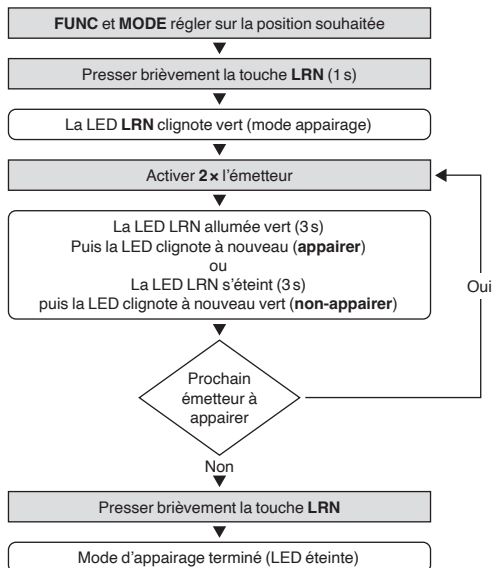 FUNC et MODE régler sur la position souhaitée
Presser brièvement la touche LRN (1 s)
La LED LRN clignote vert (mode appairage)
Activer 2× l'émetteur
La LED LRN allumée vert (3 s)
Puis la LED clignote à nouveau (appairer)
ou
La LED LRN s'éteint (3 s)
puis la LED clignote à nouveau vert (non-appairer)
Oui
Prochain
émetteur à
appairer
Non
Presser brièvement la touche LRN
Mode d'appairage terminé (LED éteinte)